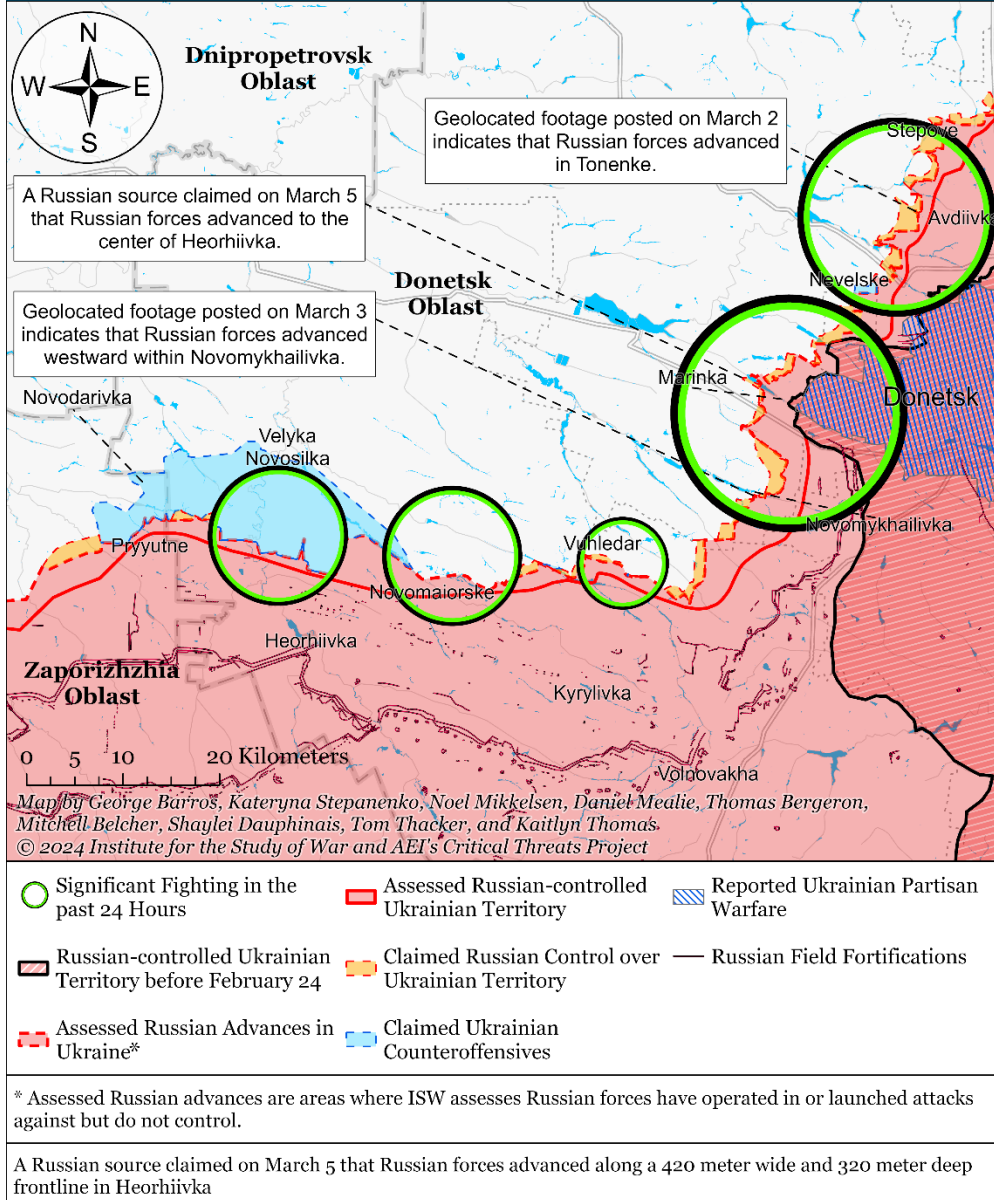 N
W
E
S
Dnipropetrovsk
Oblast
Geolocated footage posted on March 2
indicates that Russian forces advanced
in Tonenke.
Stepove
A Russian source claimed on March 5
that Russian forces advanced to the
center of Heorhiivka.
Avdiivka
Donetsk
Oblast
Nevelske
Geolocated footage posted on March 3
indicates that Russian forces advanced
westward within Novomykhailivka.
Marinka
Donetsk
Novodarivka
Velyka
Novosilka
Novomykhailivka
Pryyutne
Vuhledar
Novomaiorske
Heorhiivka
Zaporizhzhia
Oblast
Kyrylivka
0 5 10 20 Kilometers
Volnovakha
Map by George Barros, Kateryna Stepanenko, Noel Mikkelsen, Daniel Mealie, Thomas Bergeron,
Mitchell Belcher, Shaylei Dauphinais, Tom Thacker, and Kaitlyn Thomas
© 2024 Institute for the Study of War and AEI's Critical Threats Project
Significant Fighting in the
past 24 Hours
Assessed Russian-controlled
Ukrainian Territory
Reported Ukrainian Partisan
Warfare
Russian-controlled Ukrainian
Territory before February 24
Claimed Russian Control over
Ukrainian Territory
Russian Field Fortifications
Assessed Russian Advances in
Ukraine*
Claimed Ukrainian
Counteroffensives
* Assessed Russian advances are areas where ISW assesses Russian forces have operated in or launched attacks
against but do not control.
A Russian source claimed on March 5 that Russian forces advanced along a 420 meter wide and 320 meter deep
frontline in Heorhiivka